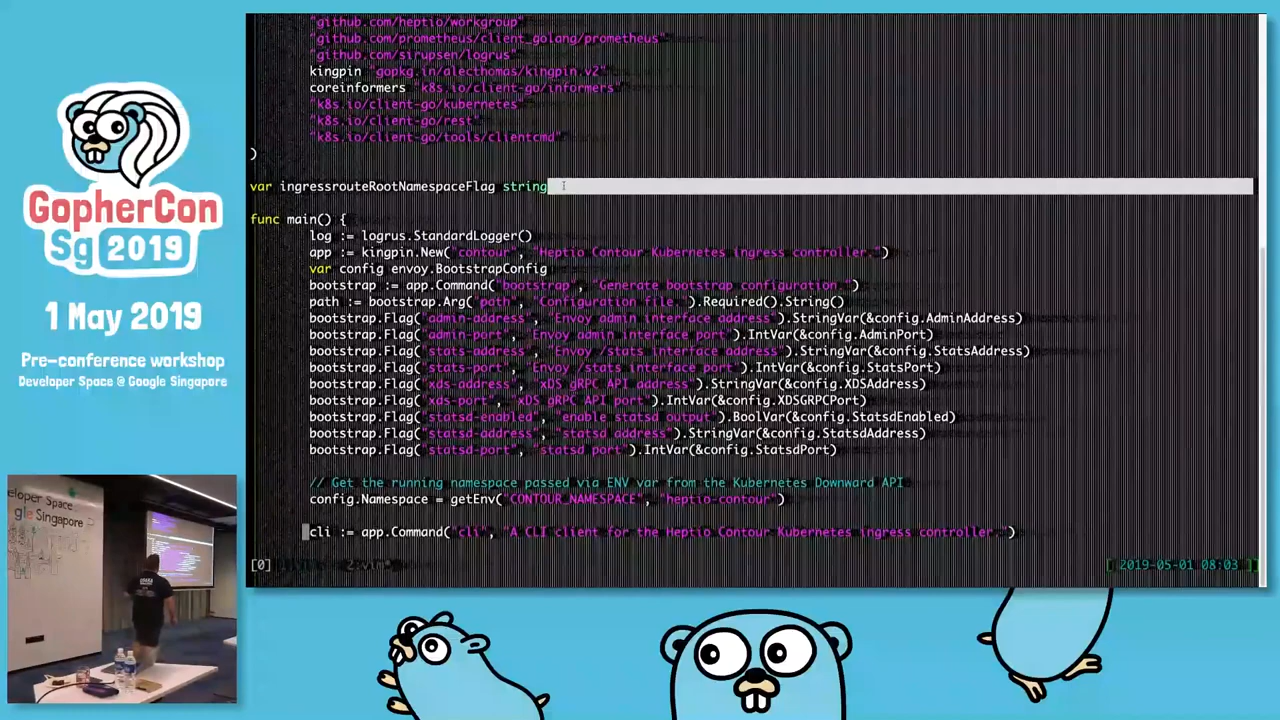 GopherCon
Sg 2019
1 May 2019
Pre-conference workshop
Developer Space @ Google Singapore
"github.com/heptio/workgroup"
"github.com/prometheus/client_golang/prometheus"
"github.com/sirupsen/logrus"
kingpin "gopkg.in/alecthomas/kingpin.v2"
coreinformers "k8s.io/client-go/informers"
"k8s.io/client-go/kubernetes"
"k8s.io/client-go/rest"
"k8s.io/client-go/tools/clientcmd"
)
var ingressrouteRootNamespaceFlag string
func main() {
log := logrus.StandardLogger()
app := kingpin.New("contour", "Heptio Contour Kubernetes ingress controller.")
var config envoy.BootstrapConfig
bootstrap := app.Command("bootstrap", "Generate bootstrap configuration.")
path := bootstrap.Arg("path", "Configuration file.").Required().String()
bootstrap.Flag("admin-address", "Envoy admin interface address").StringVar(&config.AdminAddress)
bootstrap.Flag("admin-port", "Envoy admin interface port").IntVar(&config.AdminPort)
bootstrap.Flag("stats-address", "Envoy /stats interface address").StringVar(&config.StatsAddress)
bootstrap.Flag("stats-port", "Envoy /stats interface port").IntVar(&config.StatsPort)
bootstrap.Flag("xds-address", "xDS gRPC API address").StringVar(&config.XDSAddress)
bootstrap.Flag("xds-port", "xDS gRPC API port").IntVar(&config.XDSGRPCPort)
bootstrap.Flag("statsd-enabled", "enable statsd output").BoolVar(&config.StatsdEnabled)
bootstrap.Flag("statsd-address", "statsd address").StringVar(&config.StatsdAddress)
bootstrap.Flag("statsd-port", "statsd port").IntVar(&config.StatsdPort)
// Get the running namespace passed via ENV var from the Kubernetes Downward API
config.Namespace = getEnv("CONTOUR_NAMESPACE", "heptio-contour")
cli := app.Command("cli", "A CLI client for the Heptio Contour Kubernetes ingress controller.")
[0] 2:vim*
[ 2019-05-01 08:03 ]
eloper Space
gle Singapore